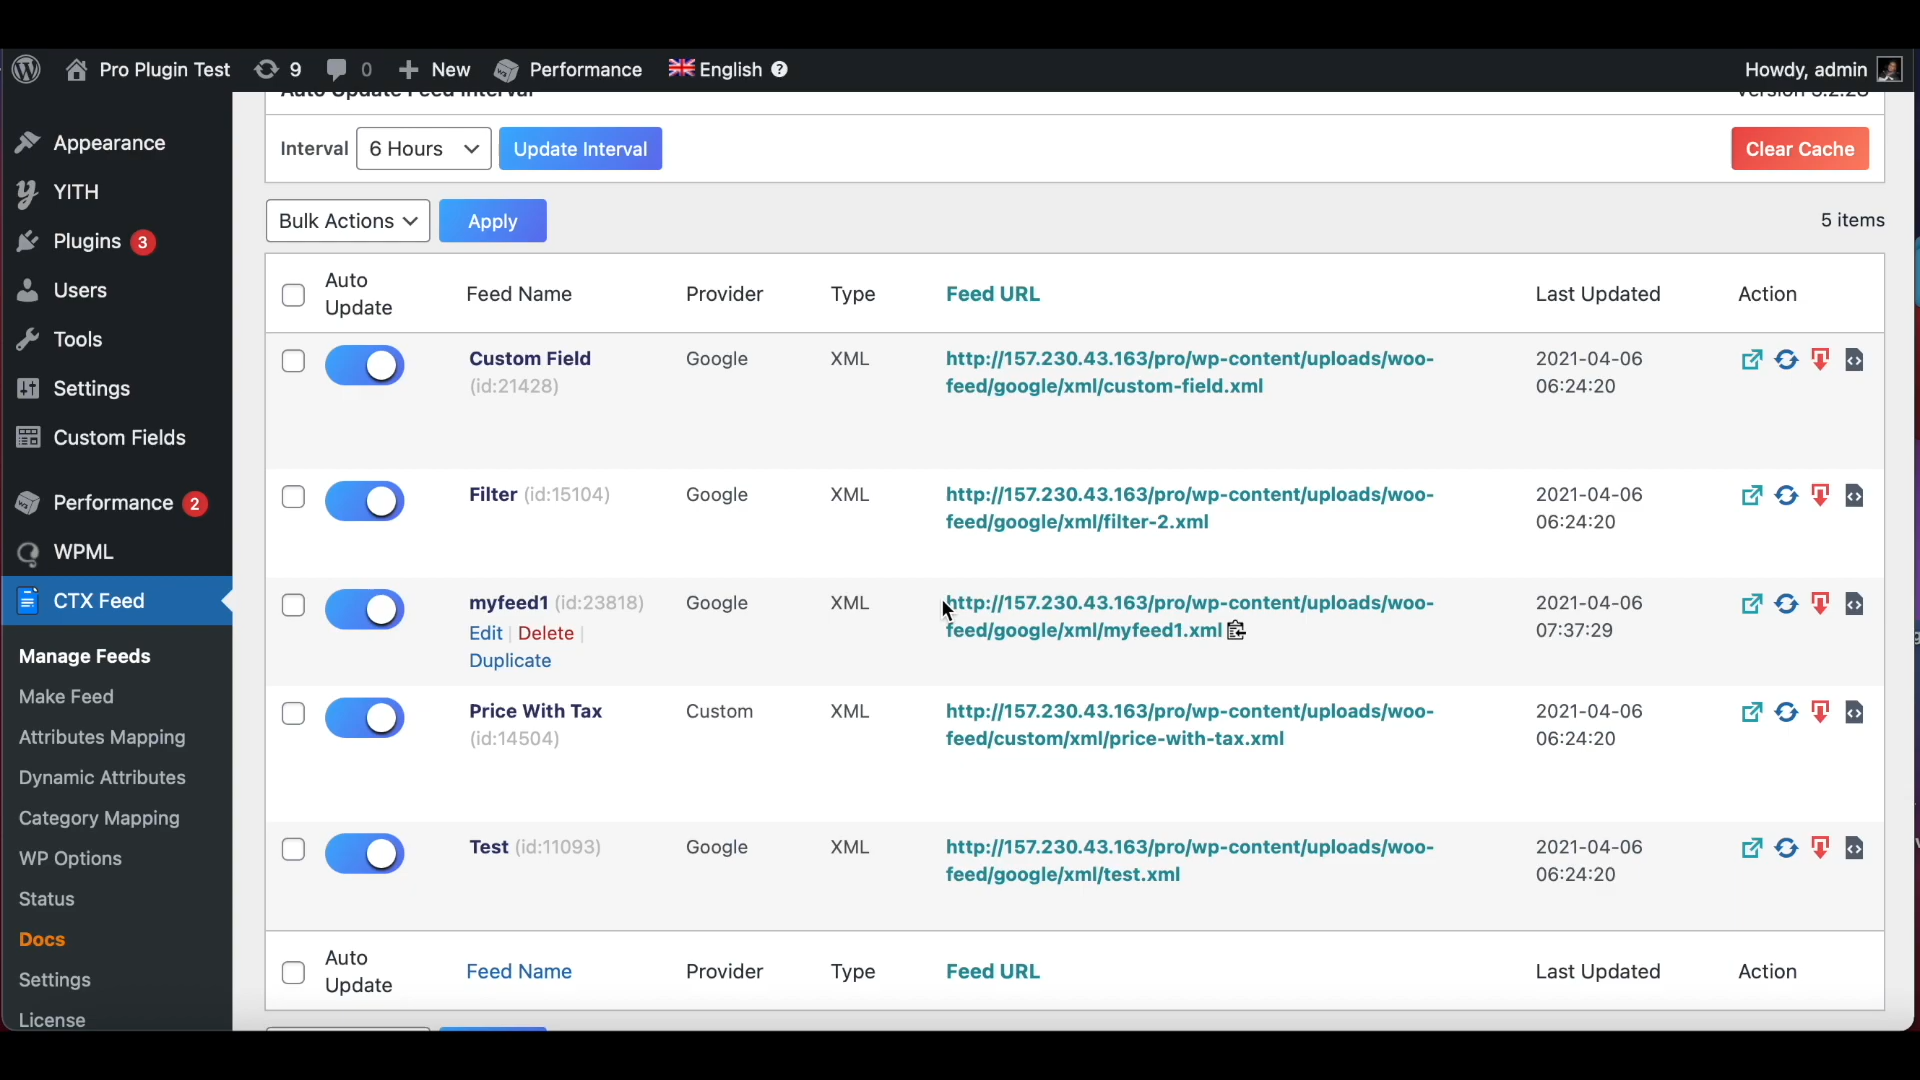 Pro Plugin Test 9 0 New Performance English Howdy, admin
Auto Update Feed Interval
Interval 6 Hours Update Interval Clear Cache
Bulk Actions Apply 5 items
Appearance
YITH
Plugins 3
Users
Tools
Settings
Custom Fields
Performance 2
WPML
CTX Feed
Manage Feeds
Make Feed
Attributes Mapping
Dynamic Attributes
Category Mapping
WP Options
Status
Docs
Settings
License
Auto
Update
Feed Name Provider Type Feed URL Last Updated Action
Custom Field Google XML http://157.230.43.163/pro/wp-content/uploads/woo- 2021-04-06
(id:21428) feed/google/xml/custom-field.xml 06:24:20
Filter (id:15104) Google XML http://157.230.43.163/pro/wp-content/uploads/woo- 2021-04-06
feed/google/xml/filter-2.xml 06:24:20
myfeed1 (id:23818) Google XML http://157.230.43.163/pro/wp-content/uploads/woo- 2021-04-06
Edit | Delete | feed/google/xml/myfeed1.xml 07:37:29
Duplicate
Price With Tax Custom XML http://157.230.43.163/pro/wp-content/uploads/woo- 2021-04-06
(id:14504) feed/custom/xml/price-with-tax.xml 06:24:20
Test (id:11093) Google XML http://157.230.43.163/pro/wp-content/uploads/woo- 2021-04-06
feed/google/xml/test.xml 06:24:20
Auto
Update
Feed Name Provider Type Feed URL Last Updated Action